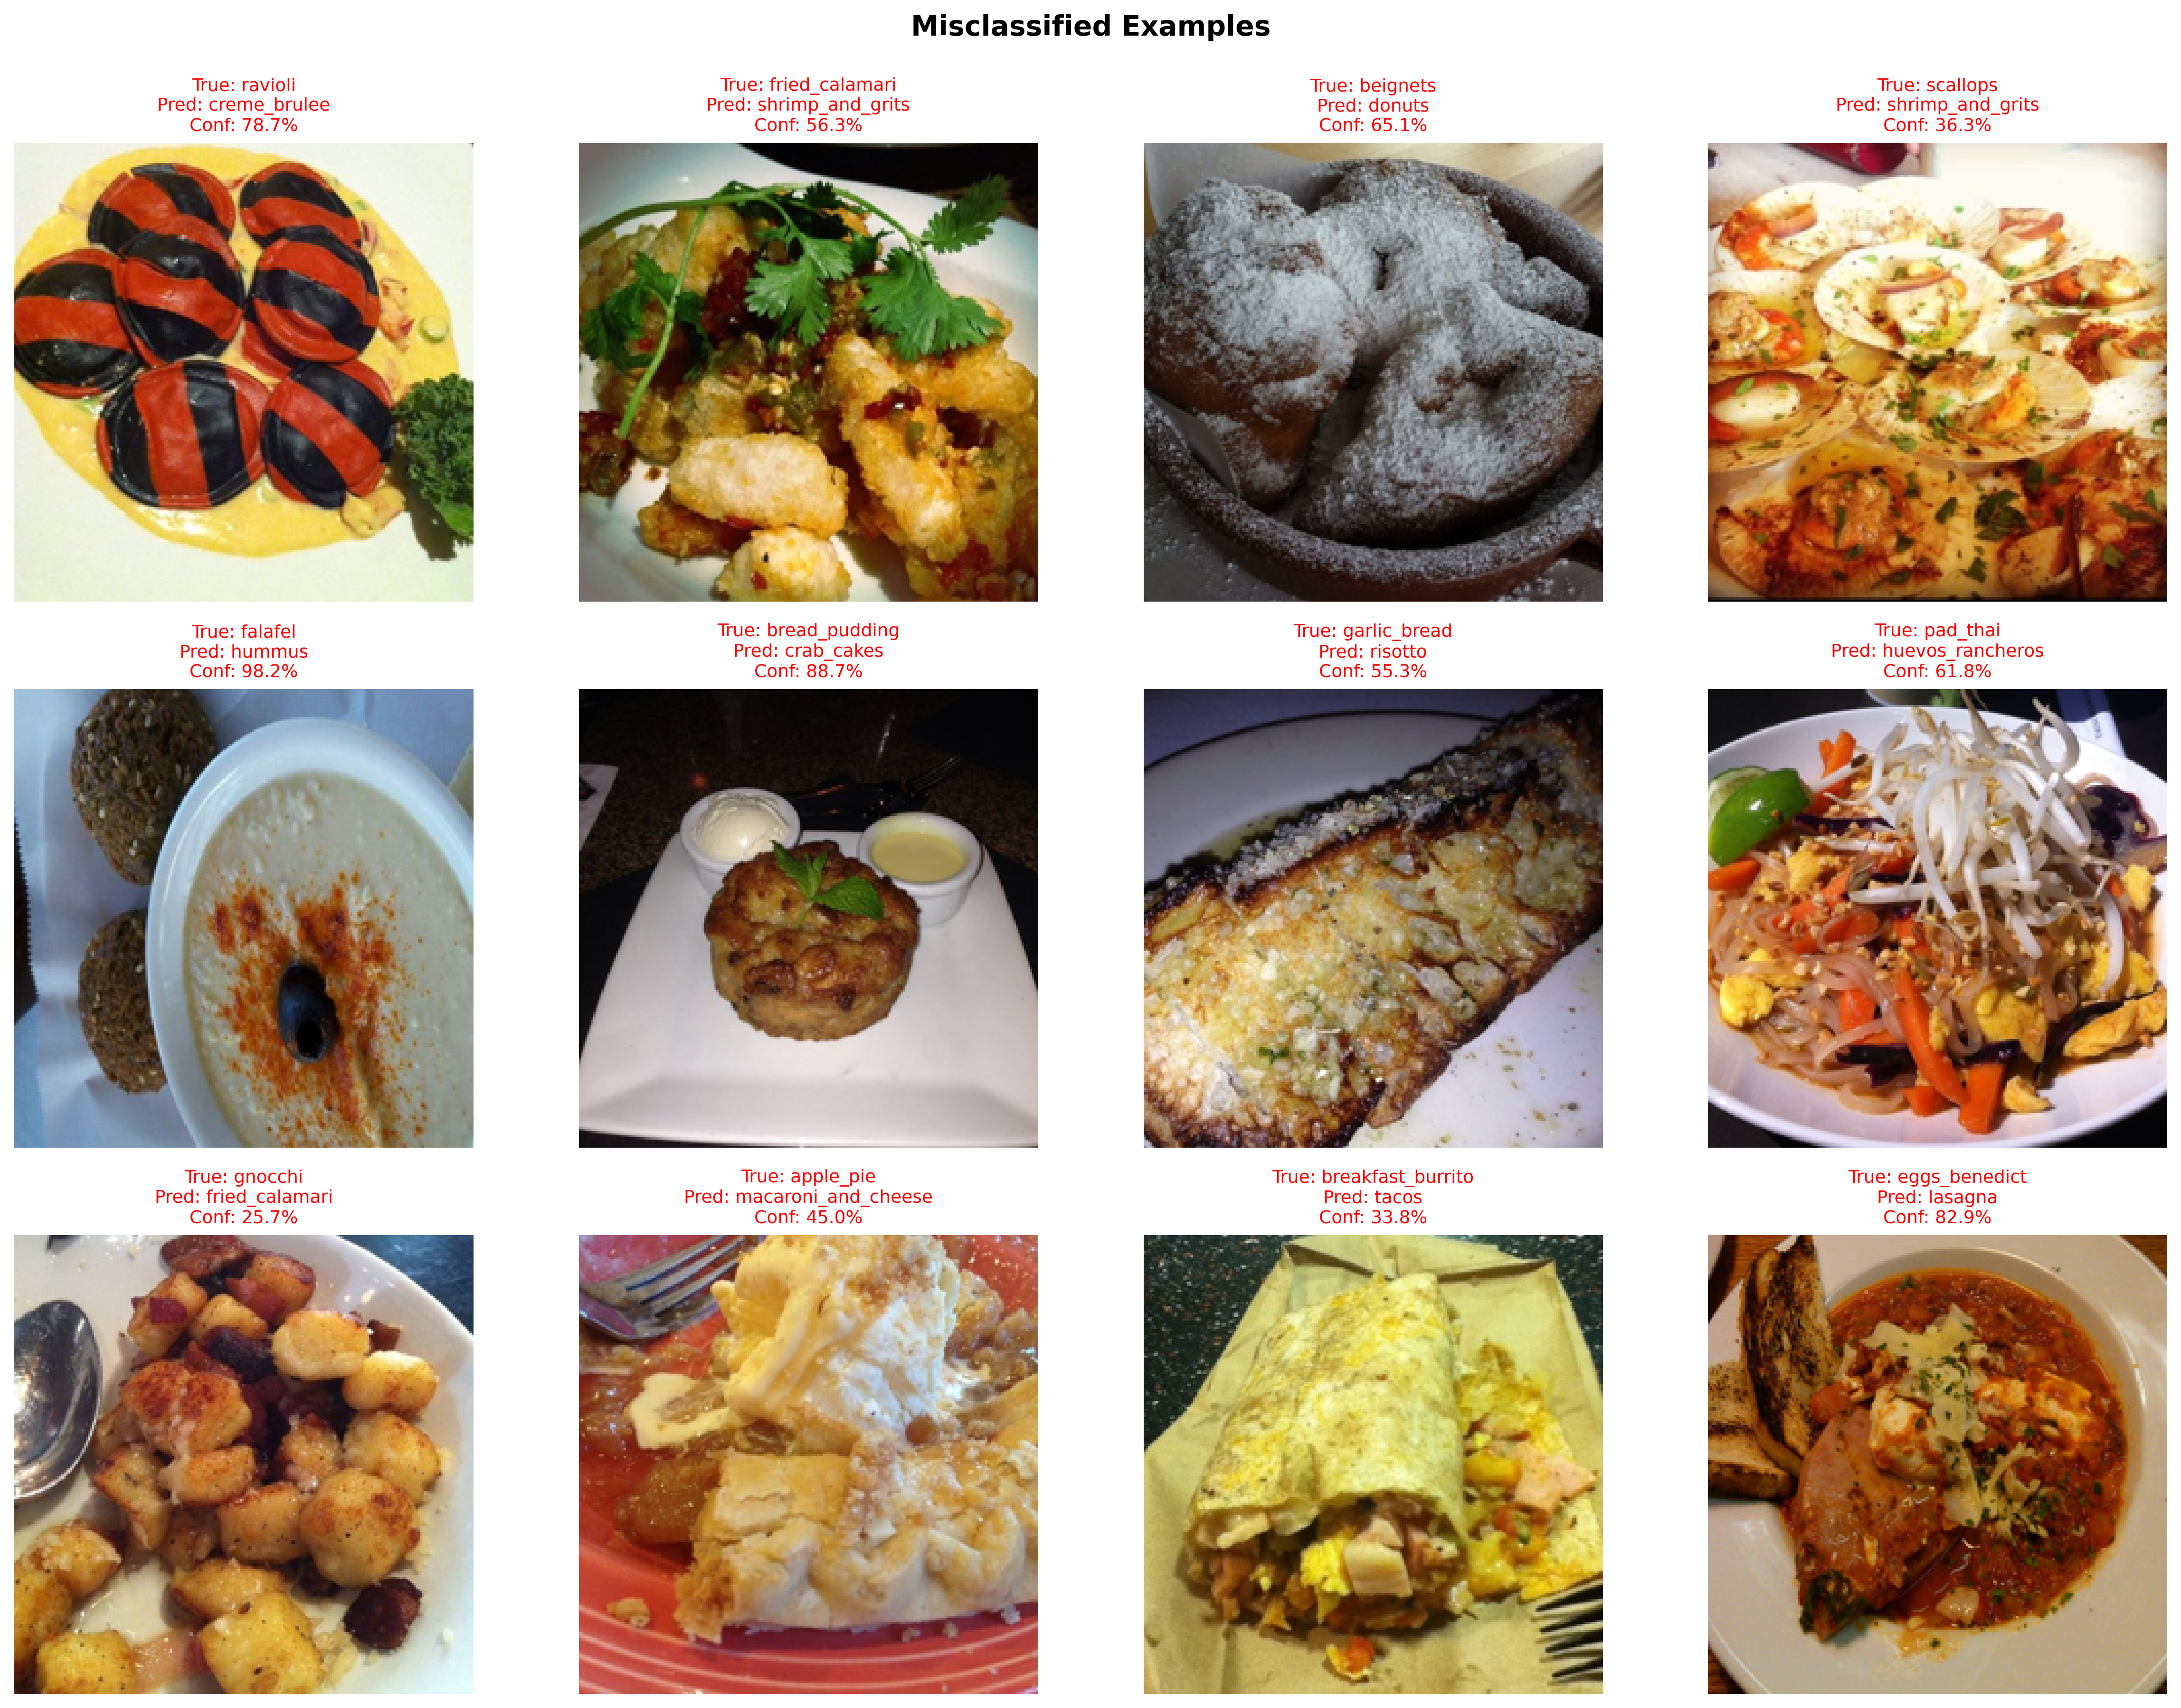 Misclassified Examples
True: ravioli
Pred: creme_brulee
Conf: 78.7%
True: fried_calamari
Pred: shrimp_and_grits
Conf: 56.3%
True: beignets
Pred: donuts
Conf: 65.1%
True: scallops
Pred: shrimp_and_grits
Conf: 36.3%
True: falafel
Pred: hummus
Conf: 98.2%
True: bread_pudding
Pred: crab_cakes
Conf: 88.7%
True: garlic_bread
Pred: risotto
Conf: 55.3%
True: pad_thai
Pred: huevos_rancheros
Conf: 61.8%
True: gnocchi
Pred: fried_calamari
Conf: 25.7%
True: apple_pie
Pred: macaroni_and_cheese
Conf: 45.0%
True: breakfast_burrito
Pred: tacos
Conf: 33.8%
True: eggs_benedict
Pred: lasagna
Conf: 82.9%